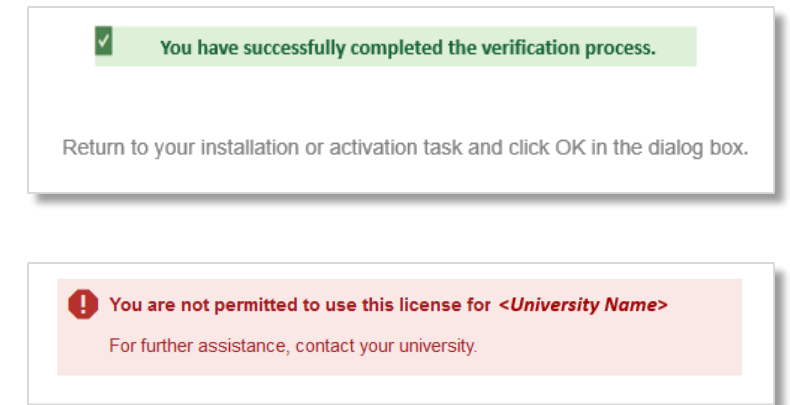 You have successfully completed the verification process.
Return to your installation or activation task and click OK in the dialog box.
You are not permitted to use this license for <University Name>
For further assistance, contact your university.